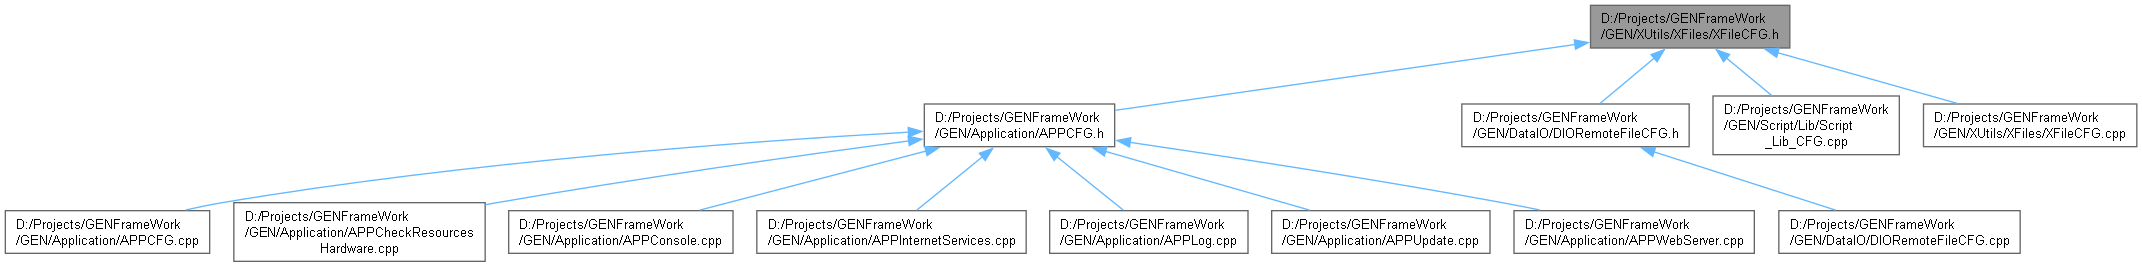 D:/Projects/GENFrameWork
/GEN/XUtils/XFiles/XFileCFG.h
D:/Projects/GENFrameWork
/GEN/Application/APPCFG.h
D:/Projects/GENFrameWork
/GEN/DataIO/DIORemoteFileCFG.h
D:/Projects/GENFrameWork
/GEN/Script/Lib/Script
_Lib_CFG.cpp
D:/Projects/GENFrameWork
/GEN/XUtils/XFiles/XFileCFG.cpp
D:/Projects/GENFrameWork
/GEN/Application/APPCFG.cpp
D:/Projects/GENFrameWork
/GEN/Application/APPCheckResources
Hardware.cpp
D:/Projects/GENFrameWork
/GEN/Application/APPConsole.cpp
D:/Projects/GENFrameWork
/GEN/Application/APPInternetServices.cpp
D:/Projects/GENFrameWork
/GEN/Application/APPLog.cpp
D:/Projects/GENFrameWork
/GEN/Application/APPUpdate.cpp
D:/Projects/GENFrameWork
/GEN/Application/APPWebServer.cpp
D:/Projects/GENFrameWork
/GEN/DataIO/DIORemoteFileCFG.cpp